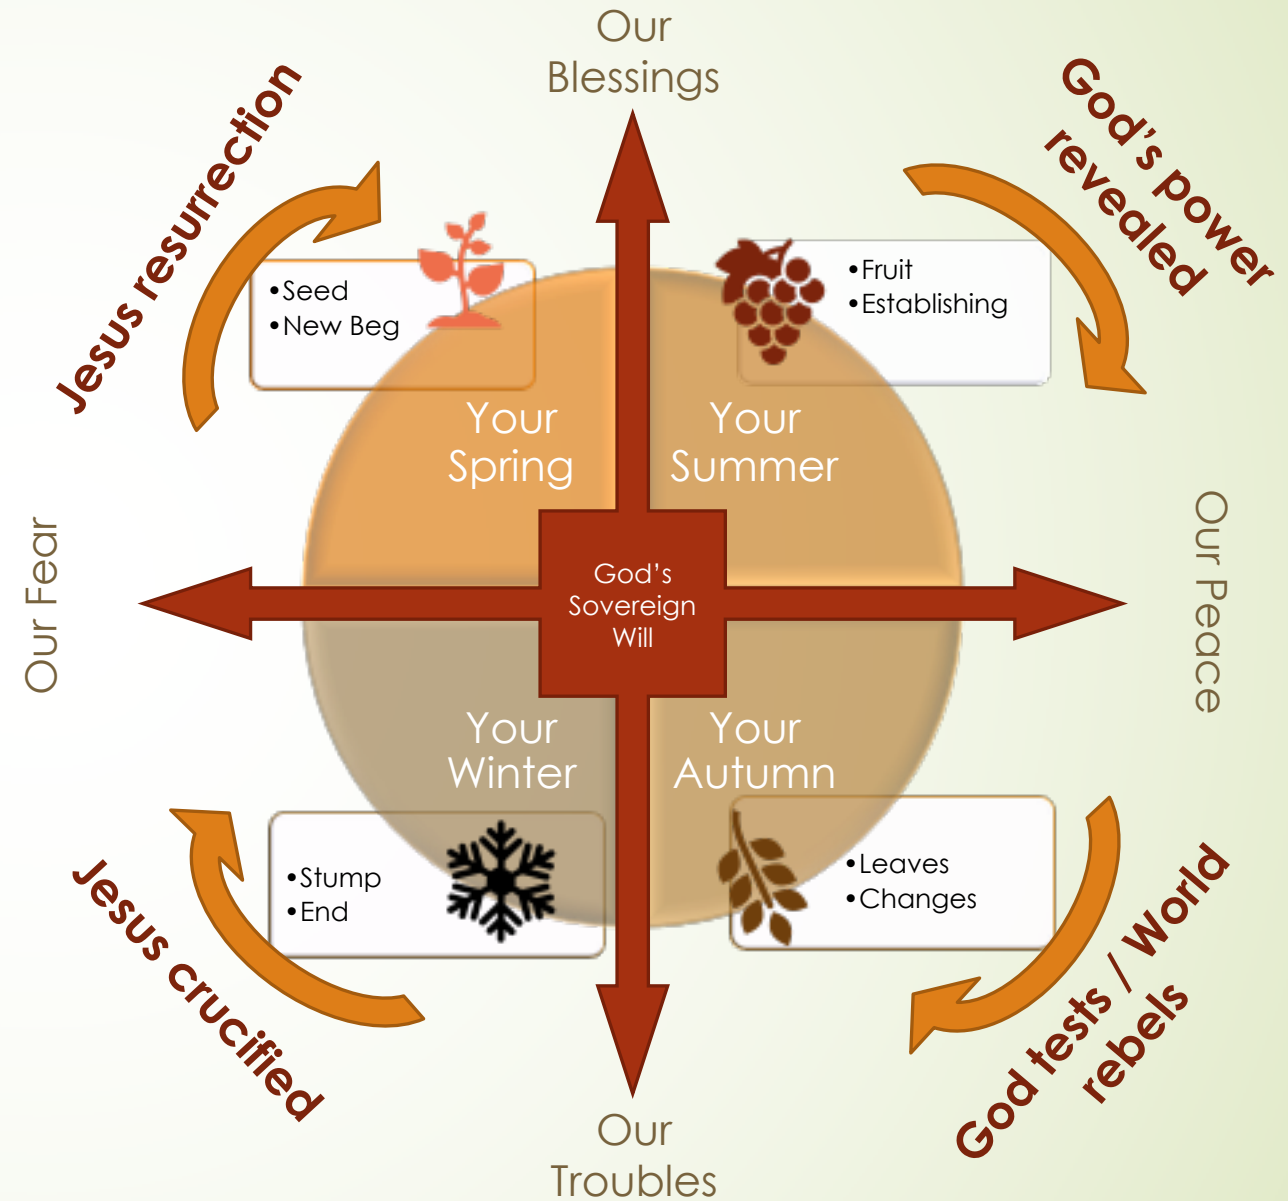 Our
Blessings
Jesus resurrection
God's power
revealed
•Seed
•New Beg
•Fruit
•Establishing
Your
Spring
Your
Summer
Our Fear
God's
Sovereign
Will
Our Peace
Your
Winter
Your
Autumn
•Stump
•End
•Leaves
•Changes
Jesus crucified
God tests / World
rebels
Our
Troubles